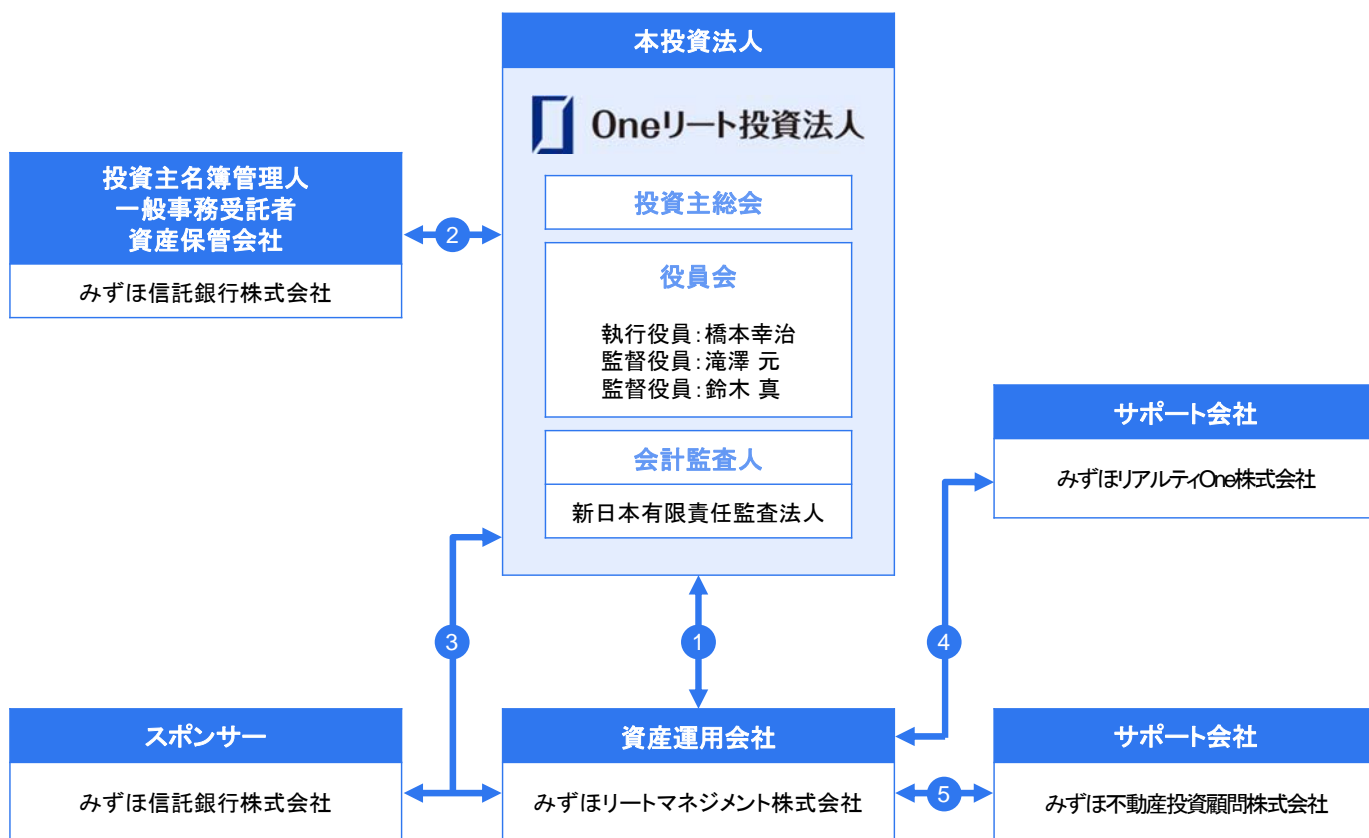 本投資法人
Oneリート投資法人
投資主総会
役員会
執行役員:橋本幸治
監督役員:滝澤 元
監督役員:鈴木 真
会計監査人
新日本有限責任監査法人
投資主名簿管理人
一般事務受託者
資産保管会社
みずほ信託銀行株式会社
2
サポート会社
みずほリアルティOne株式会社
3
1
4
スポンサー
みずほ信託銀行株式会社
資産運用会社
みずほリートマネジメント株式会社
5
サポート会社
みずほ不動産投資顧問株式会社